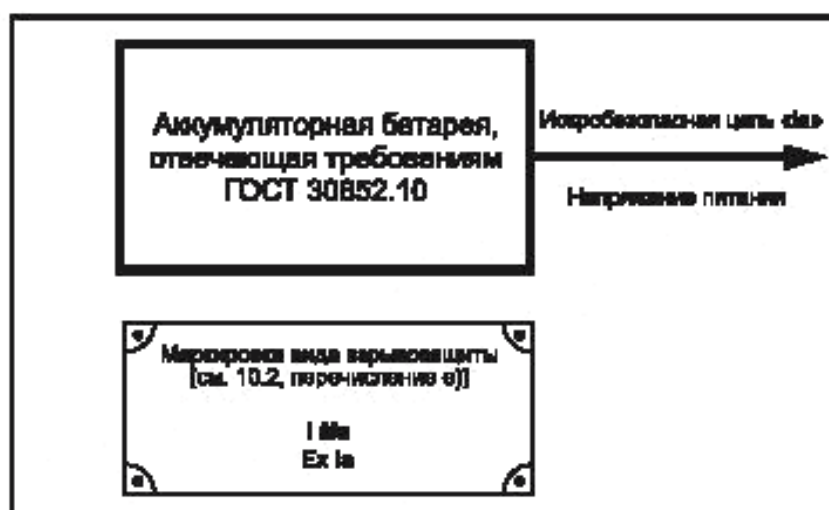 Аккумуляторная батарея,
отвечающая требованиям
ГОСТ 30852.10
Искробезопасная цепь «ia»
Напряжение питания
Маркировка вида взрывозащиты
[см. 10.2, перечисление е)]
I Ma
Ex ia